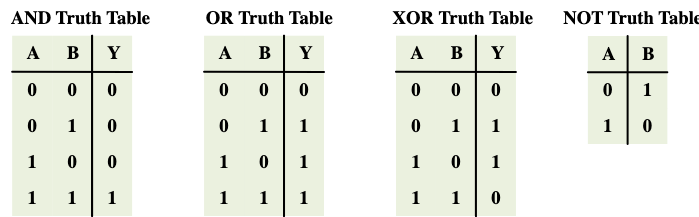 AND Truth Table OR Truth Table XOR Truth Table NOT Truth Table
A B Y A B Y A B Y A B
0 0 0 0 0 0 0 0 0 0 1
0 1 0 0 1 1 0 1 1 1 0
1 0 0 1 0 1 1 0 1
1 1 1 1 1 1 1 1 0